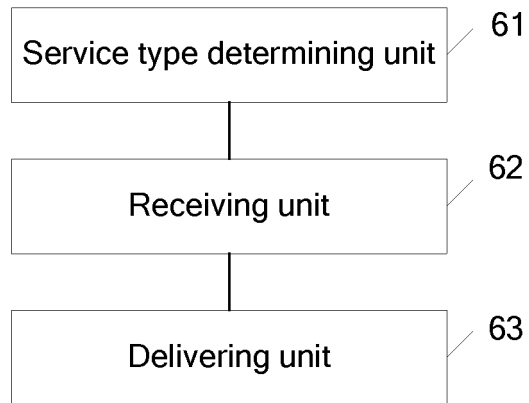 Service type determining unit
61
Receiving unit
62
Delivering unit
63